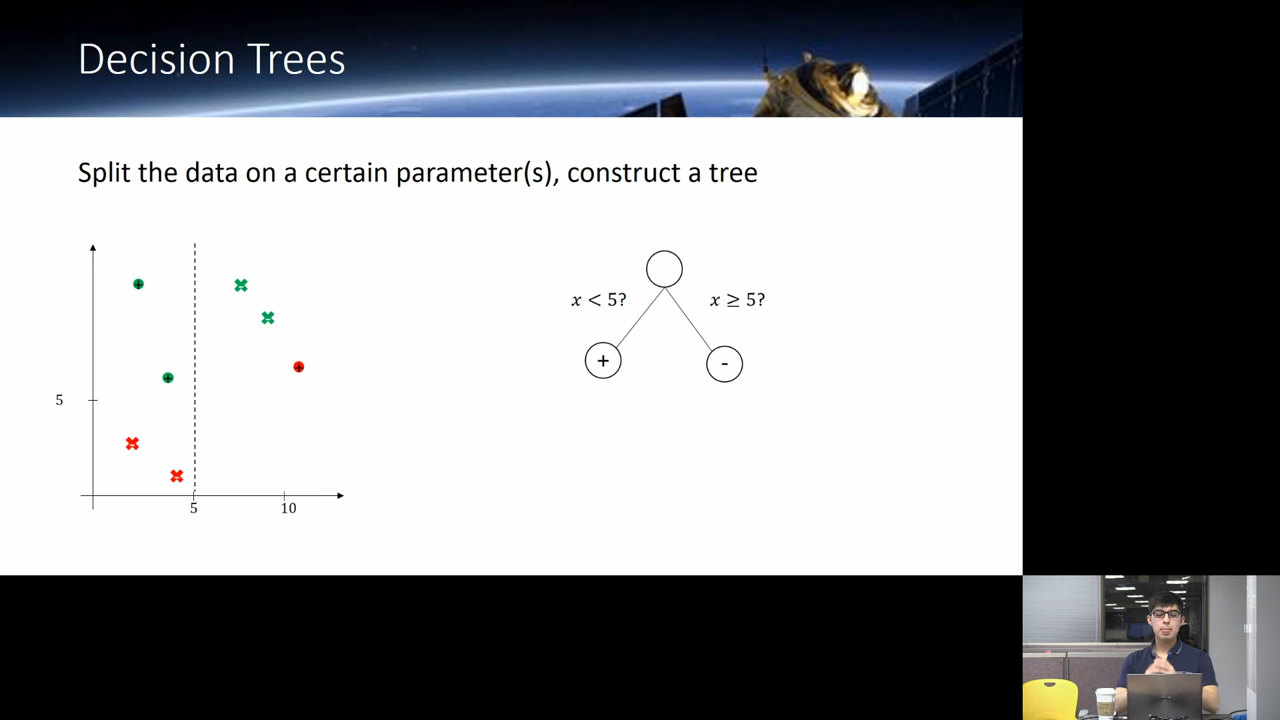 Decision Trees
Split the data on a certain parameter(s), construct a tree
x < 5?
x ≥ 5?
+
-
5
5
10